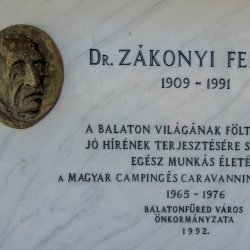 DR. ZÁKONYI FE
1909 – 1991
A BALATON VILÁGÁNAK FÖLT
JÓ HÍRÉNEK TERJESZTÉSÉRE S
EGÉSZ MUNKÁS ÉLETÉ
A MAGYAR CAMPINGÉS CARAVANNIN
1965 – 1976
BALATONFÜRED VÁROS
ÖNKORMÁNYZATA
1992.